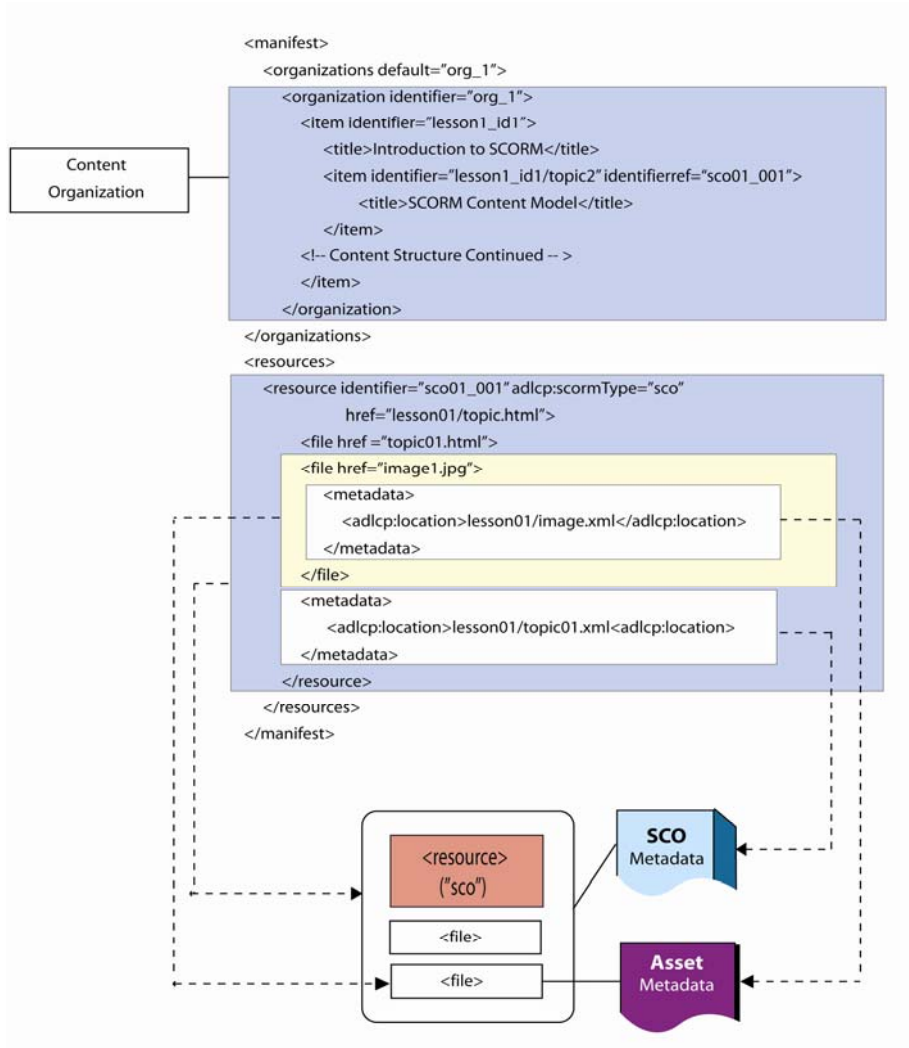 <manifest>
<organizations default="org_1">
<organization identifier="org_1">
<item identifier="lesson1_id1">
<title>Introduction to SCORM</title>
<item identifier="lesson1_id1/topic2" identifierref="sco01_001">
<title>SCORM Content Model</title>
</item>
<!-- Content Structure Continued -- >
</item>
</organization>
</organizations>
<resources>
<resource identifier="sco01_001" adlcp:scormType="sco"
href="lesson01/topic.html">
<file href ="topic01.html">
<file href="image1.jpg">
<metadata>
<adlcp:location>lesson01/image.xml</adlcp:location>
</metadata>
</file>
<metadata>
<adlcp:location>lesson01/topic01.xml<adlcp:location>
</metadata>
</resource>
</resources>
</manifest>
Content
Organization
<resource>
("sco")
<file>
<file>
SCO
Metadata
Asset
Metadata